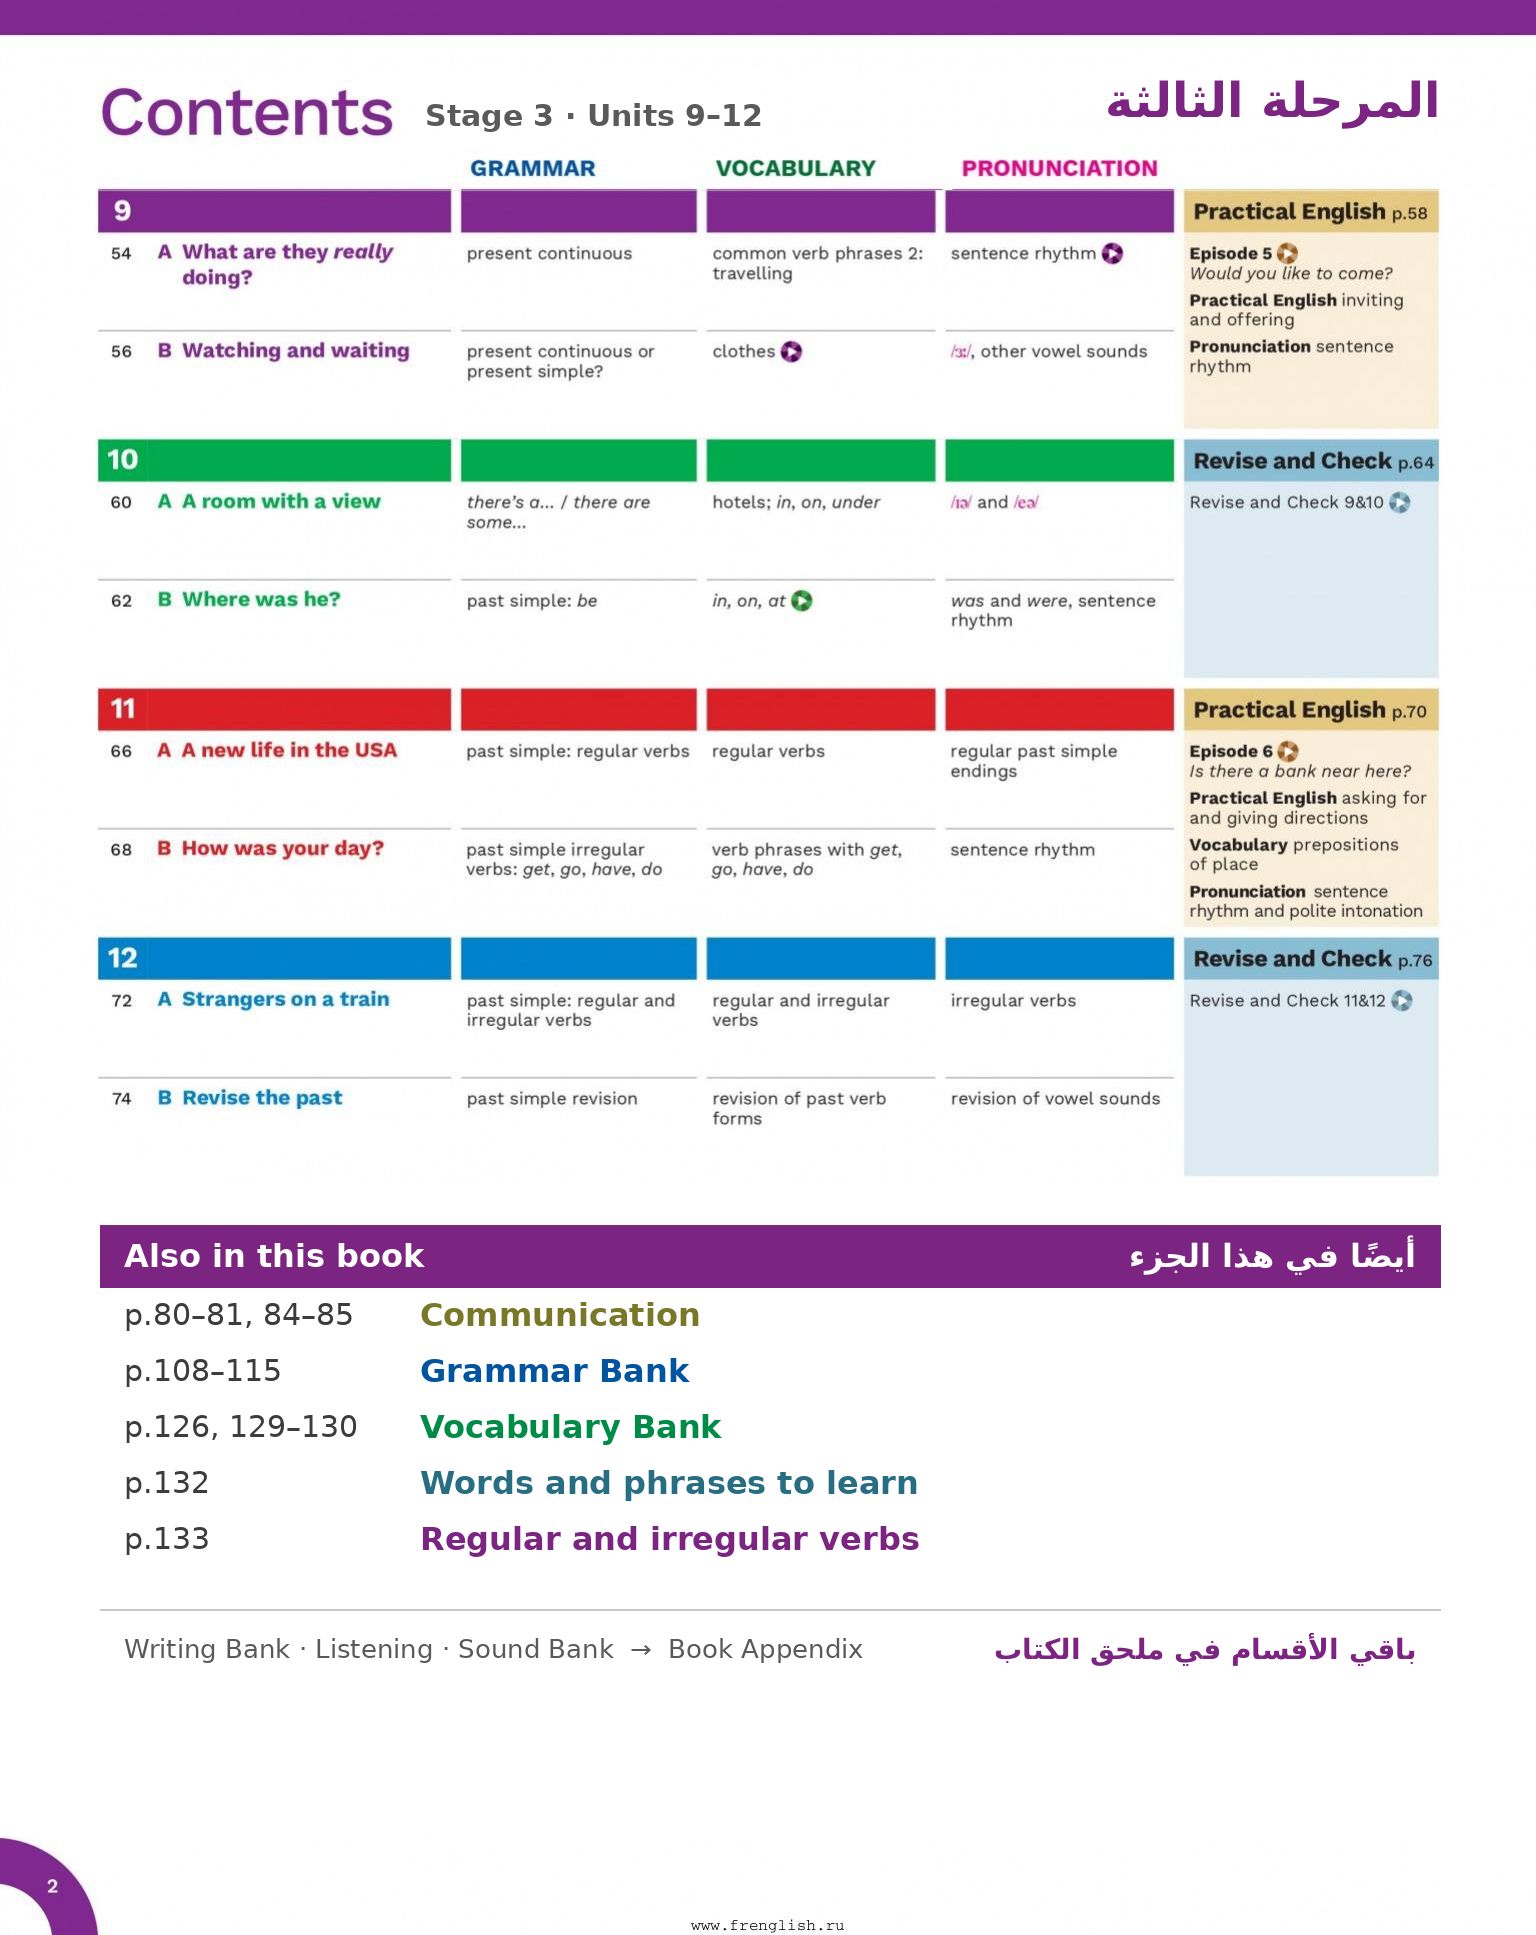 Contents Stage 3 · Units 9–12 المرحلة الثالثة
GRAMMAR VOCABULARY PRONUNCIATION
9
54 A What are they really
doing?
present continuous
common verb phrases 2:
travelling
sentence rhythm
56 B Watching and waiting
present continuous or
present simple?
clothes
/ɜː/, other vowel sounds
Practical English p.58
Episode 5
Would you like to come?
Practical English inviting
and offering
Pronunciation sentence
rhythm
10
60 A A room with a view
there's a… / there are
some…
hotels; in, on, under
/ɪə/ and /eə/
62 B Where was he?
past simple: be
in, on, at
was and were, sentence
rhythm
Revise and Check p.64
Revise and Check 9&10
11
66 A A new life in the USA
past simple: regular verbs
regular verbs
regular past simple
endings
68 B How was your day?
past simple irregular
verbs: get, go, have, do
verb phrases with get,
go, have, do
sentence rhythm
Practical English p.70
Episode 6
Is there a bank near here?
Practical English asking for
and giving directions
Vocabulary prepositions
of place
Pronunciation sentence
rhythm and polite intonation
12
72 A Strangers on a train
past simple: regular and
irregular verbs
regular and irregular
verbs
irregular verbs
74 B Revise the past
past simple revision
revision of past verb
forms
revision of vowel sounds
Revise and Check p.76
Revise and Check 11&12
Also in this book أيضًا في هذا الجزء
p.80–81, 84–85 Communication
p.108–115 Grammar Bank
p.126, 129–130 Vocabulary Bank
p.132 Words and phrases to learn
p.133 Regular and irregular verbs
Writing Bank · Listening · Sound Bank → Book Appendix باقي الأقسام في ملحق الكتاب
2
www.frenglish.ru